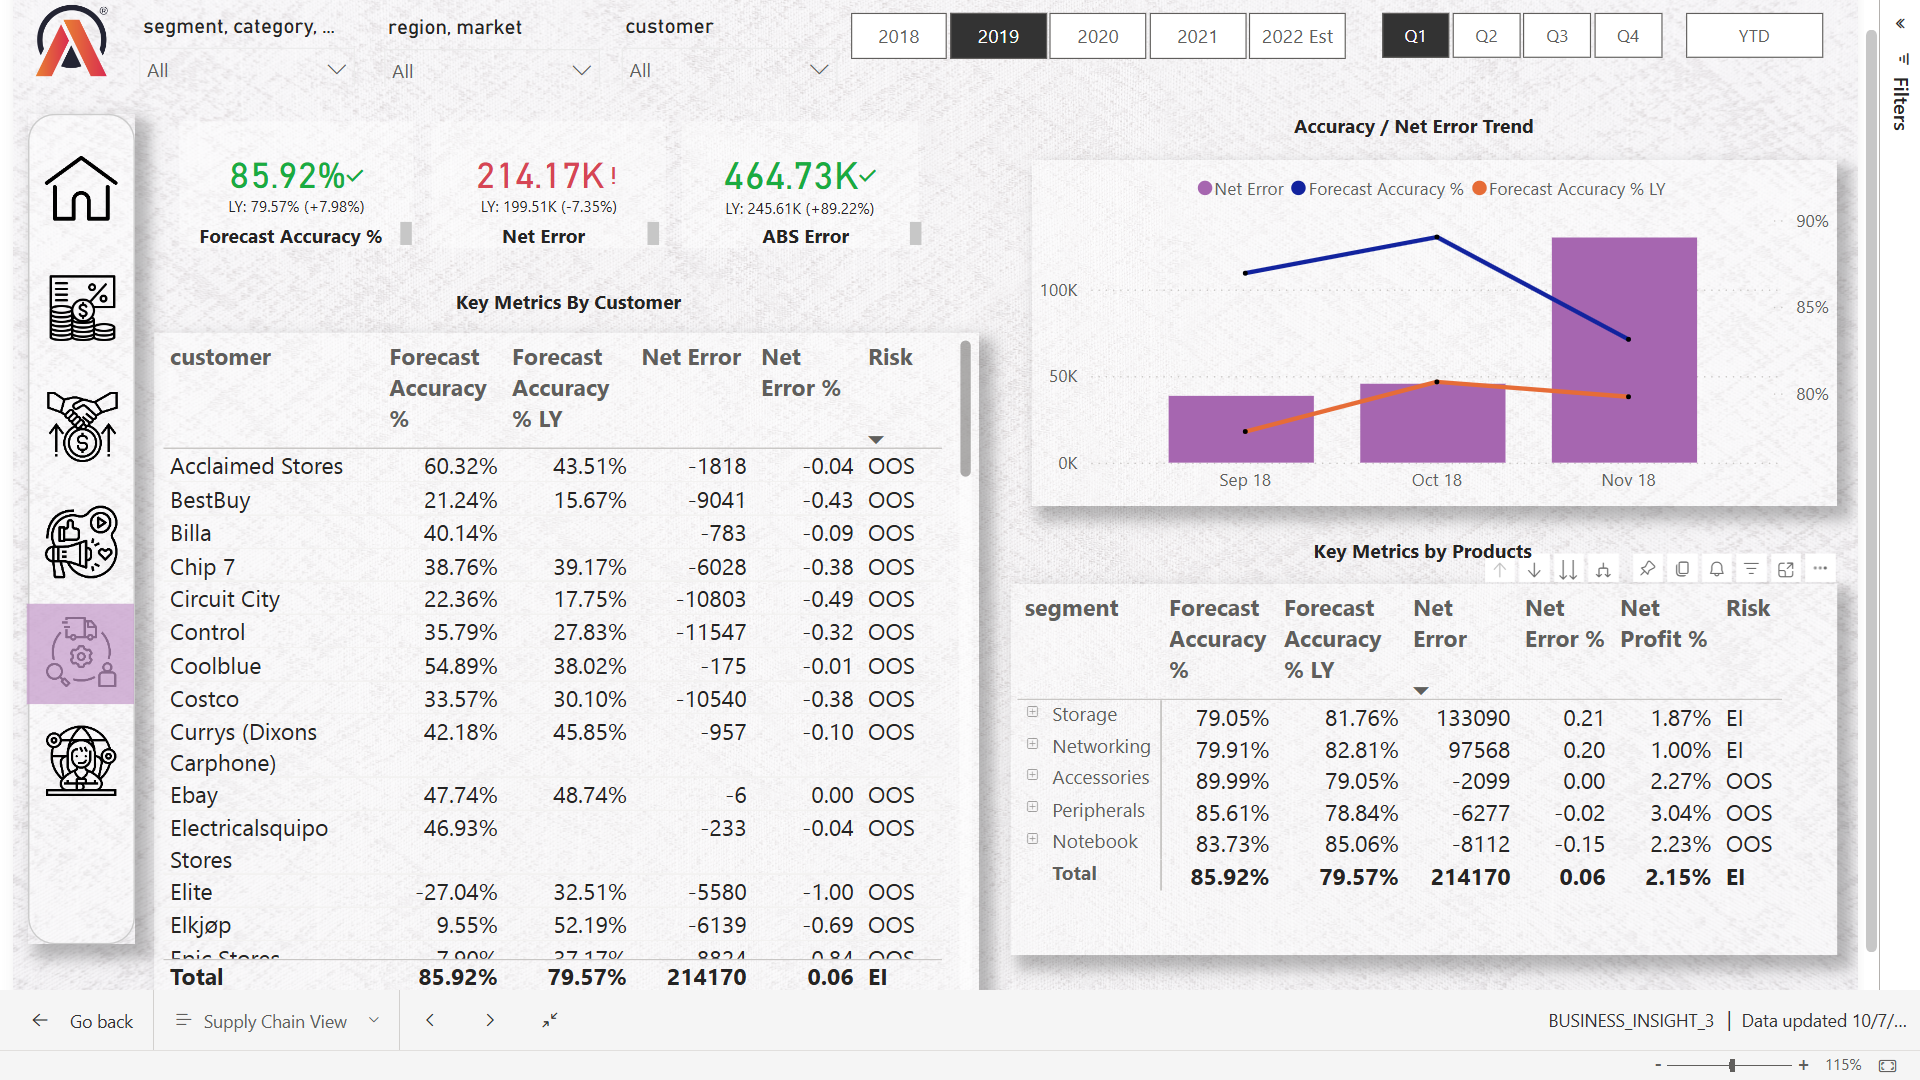 segment, category, ...
region, market
customer
2018
2019
2020
2021
2022 Est
Q1
Q2
Q3
Q4
YTD
All
All
All
Filters
85.92%
LY: 79.57% (+7.98%)
Forecast Accuracy %
214.17K !
LY: 199.51K (-7.35%)
Net Error
464.73K
LY: 245.61K (+89.22%)
ABS Error
Accuracy / Net Error Trend
Net Error Forecast Accuracy % Forecast Accuracy % LY
90%
100K
85%
50K
80%
0K
Sep 18 Oct 18 Nov 18
Key Metrics By Customer
customer Forecast Accuracy % Forecast Accuracy % LY Net Error Net Error % Risk
Acclaimed Stores 60.32% 43.51% -1818 -0.04 OOS
BestBuy 21.24% 15.67% -9041 -0.43 OOS
Billa 40.14% -783 -0.09 OOS
Chip 7 38.76% 39.17% -6028 -0.38 OOS
Circuit City 22.36% 17.75% -10803 -0.49 OOS
Control 35.79% 27.83% -11547 -0.32 OOS
Coolblue 54.89% 38.02% -175 -0.01 OOS
Costco 33.57% 30.10% -10540 -0.38 OOS
Currys (Dixons Carphone) 42.18% 45.85% -957 -0.10 OOS
Ebay 47.74% 48.74% -6 0.00 OOS
Electricalsquipo Stores 46.93% -233 -0.04 OOS
Elite -27.04% 32.51% -5580 -1.00 OOS
Elkjøp 9.55% 52.19% -6139 -0.69 OOS
Total 85.92% 79.57% 214170 0.06 EI
Key Metrics by Products
segment Forecast Accuracy % Forecast Accuracy % LY Net Error Net Error % Net Profit % Risk
Storage 79.05% 81.76% 133090 0.21 1.87% EI
Networking 79.91% 82.81% 97568 0.20 1.00% EI
Accessories 89.99% 79.05% -2099 0.00 2.27% OOS
Peripherals 85.61% 78.84% -6277 -0.02 3.04% OOS
Notebook 83.73% 85.06% -8112 -0.15 2.23% OOS
Total 85.92% 79.57% 214170 0.06 2.15% EI
Go back
Supply Chain View
BUSINESS_INSIGHT_3 | Data updated 10/7/...
- + 115%